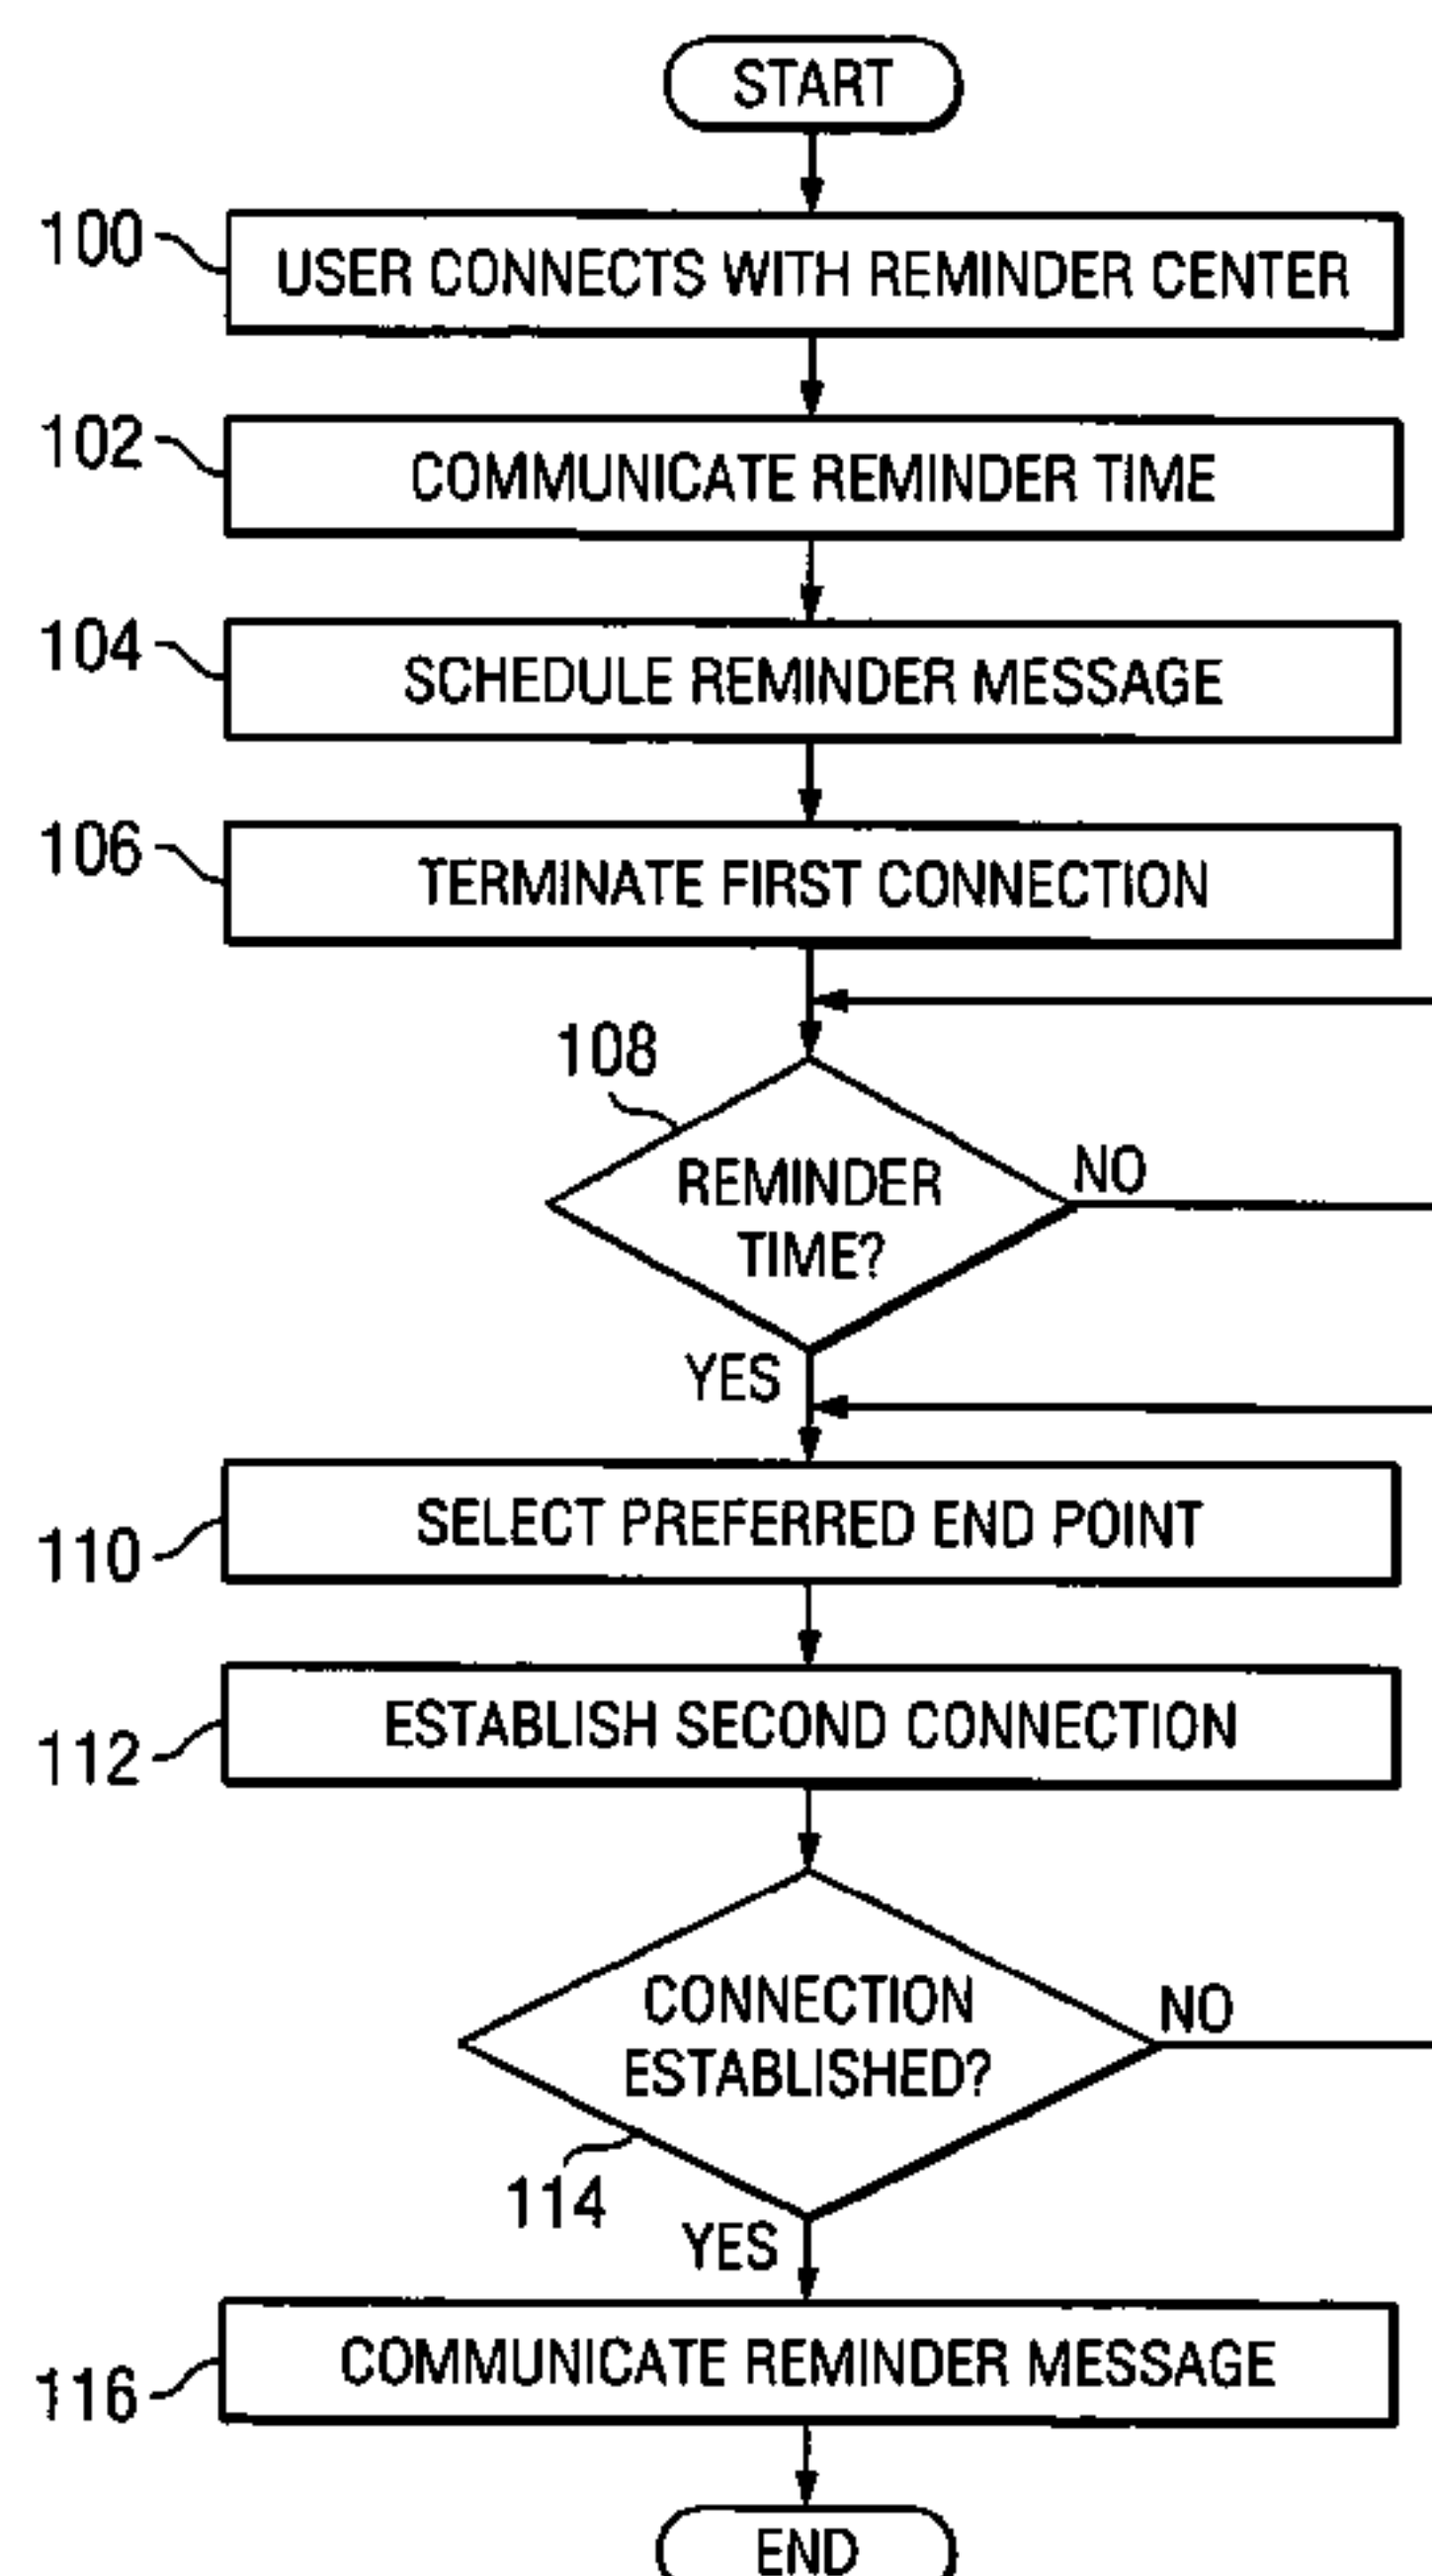 START
100
USER CONNECTS WITH REMINDER CENTER
102
COMMUNICATE REMINDER TIME
104
SCHEDULE REMINDER MESSAGE
106
TERMINATE FIRST CONNECTION
108
REMINDER
TIME?
NO
YES
110
SELECT PREFERRED END POINT
112
ESTABLISH SECOND CONNECTION
CONNECTION
ESTABLISHED?
NO
114
YES
116
COMMUNICATE REMINDER MESSAGE
END